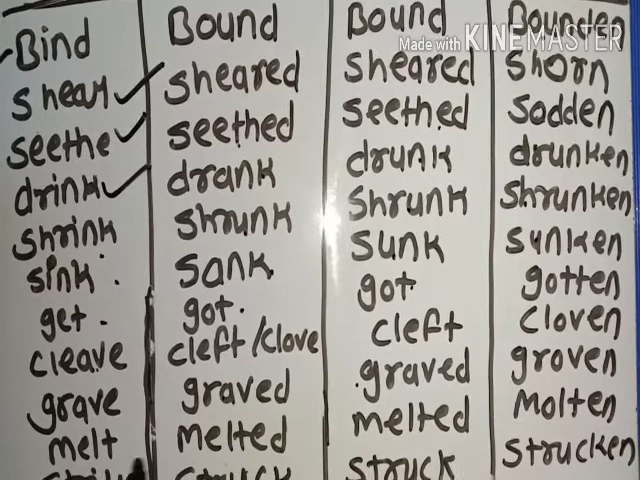 Bind Bound Bound Bounden
Made with KINEMASTER
shear sheared sheared shorn
seethe seethed seethed sodden
drink drank drunk drunken
shrink shrunk shrunk shrunken
sink sank sunk sunken
get got got gotten
cleave cleft/clove cleft cloven
grave graved graved groven
melt melted melted Molten
struck struck strucken